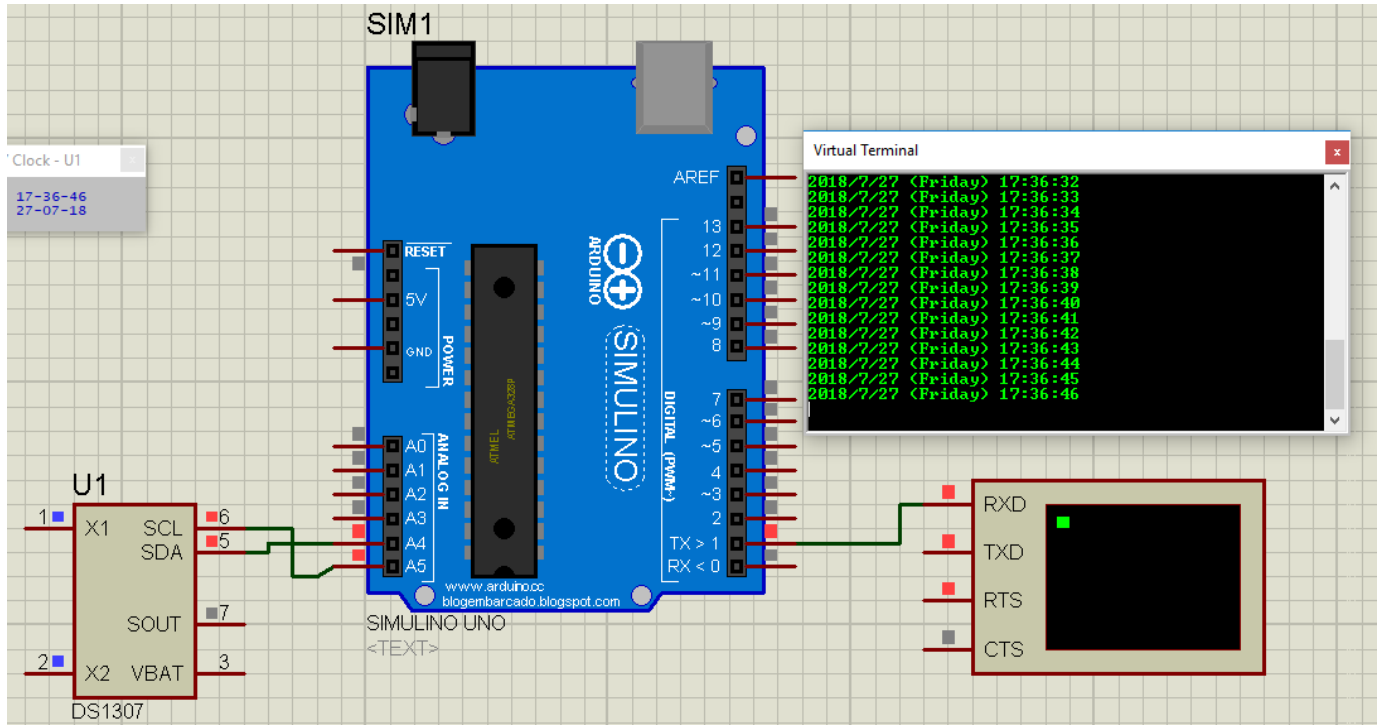 SIM1
Clock - U1
x
17-36-46
27-07-18
Virtual Terminal
x
2018/7/27 (Friday) 17:36:32
2018/7/27 (Friday) 17:36:33
2018/7/27 (Friday) 17:36:34
2018/7/27 (Friday) 17:36:35
2018/7/27 (Friday) 17:36:36
2018/7/27 (Friday) 17:36:37
2018/7/27 (Friday) 17:36:38
2018/7/27 (Friday) 17:36:39
2018/7/27 (Friday) 17:36:40
2018/7/27 (Friday) 17:36:41
2018/7/27 (Friday) 17:36:42
2018/7/27 (Friday) 17:36:43
2018/7/27 (Friday) 17:36:44
2018/7/27 (Friday) 17:36:45
2018/7/27 (Friday) 17:36:46
RESET
5V
GND
POWER
A0
A1
A2
A3
A4
A5
ANALOG IN
ATMEL
ATMEGA328P
ARDUINO
SIMULINO
AREF
13
12
~11
~10
~9
8
7
~6
~5
4
~3
2
TX > 1
RX < 0
DIGITAL (PWM~)
www.arduino.cc
blogembarcado.blogspot.com
SIMULINO UNO
<TEXT>
U1
1
X1
SCL
6
SDA
5
SOUT
7
2
X2
VBAT
3
DS1307
RXD
TXD
RTS
CTS